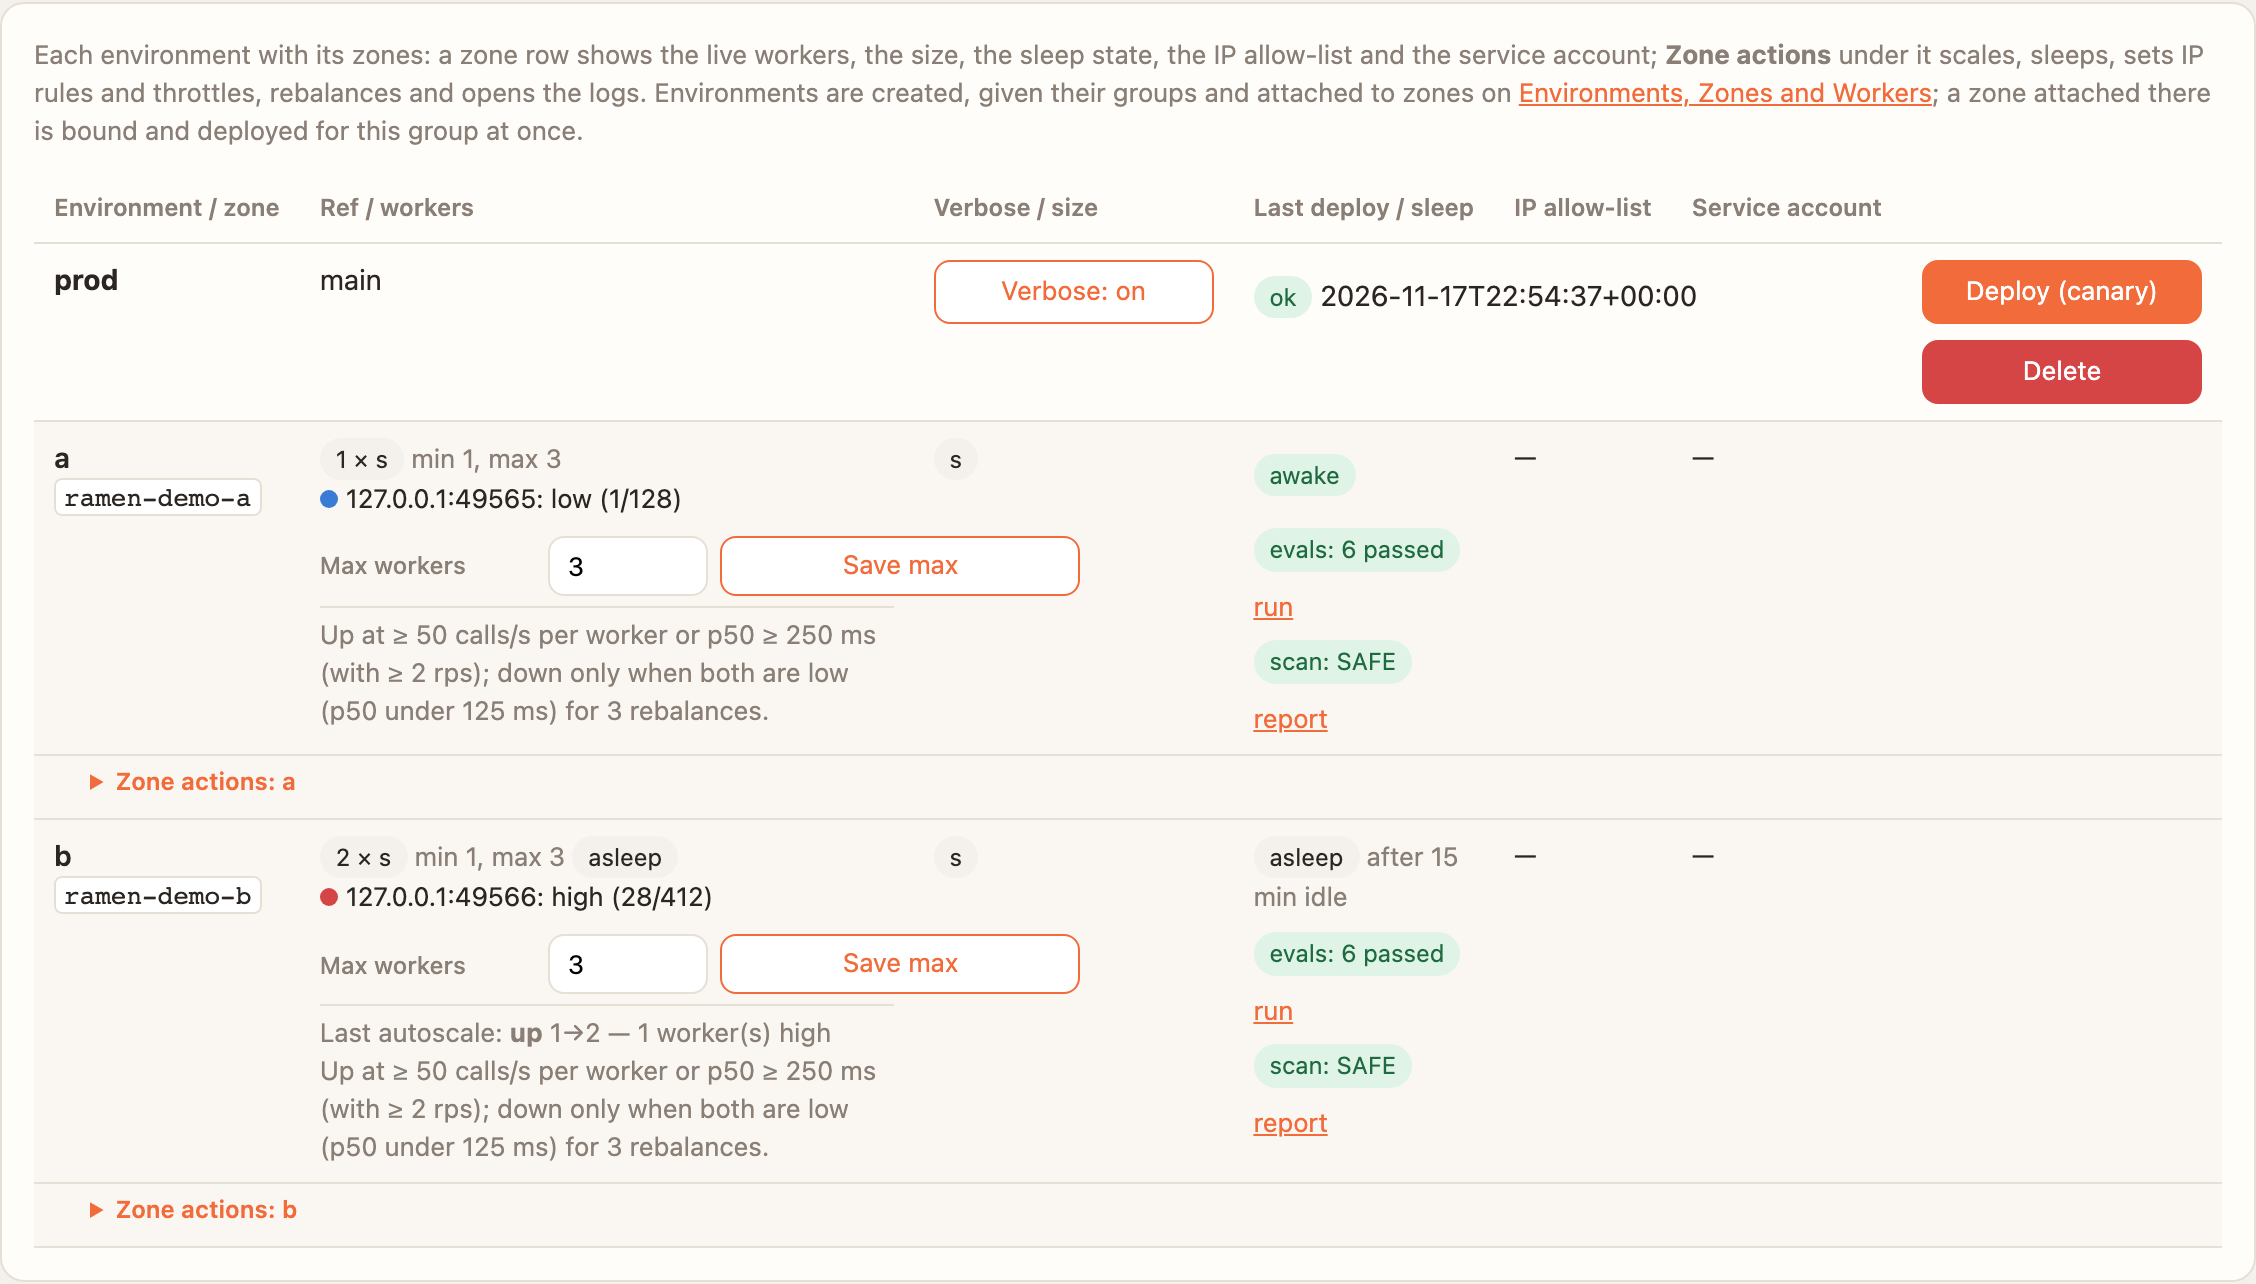 Each environment with its zones: a zone row shows the live workers, the size, the sleep state, the IP allow-list and the service account; Zone actions under it scales, sleeps, sets IP
rules and throttles, rebalances and opens the logs. Environments are created, given their groups and attached to zones on Environments, Zones and Workers; a zone attached there
is bound and deployed for this group at once.
Environment / zone Ref / workers Verbose / size Last deploy / sleep IP allow-list Service account
prod main Verbose: on ok 2026-11-17T22:54:37+00:00 Deploy (canary)
Delete
a 1 × s min 1, max 3 s awake — —
ramen-demo-a 127.0.0.1:49565: low (1/128)
Max workers 3 Save max evals: 6 passed
run
Up at ≥ 50 calls/s per worker or p50 ≥ 250 ms
(with ≥ 2 rps); down only when both are low scan: SAFE
(p50 under 125 ms) for 3 rebalances. report
▶ Zone actions: a
b 2 × s min 1, max 3 asleep s asleep after 15 — —
ramen-demo-b 127.0.0.1:49566: high (28/412) min idle
Max workers 3 Save max evals: 6 passed
run
Last autoscale: up 1→2 — 1 worker(s) high
Up at ≥ 50 calls/s per worker or p50 ≥ 250 ms scan: SAFE
(with ≥ 2 rps); down only when both are low report
(p50 under 125 ms) for 3 rebalances.
▶ Zone actions: b